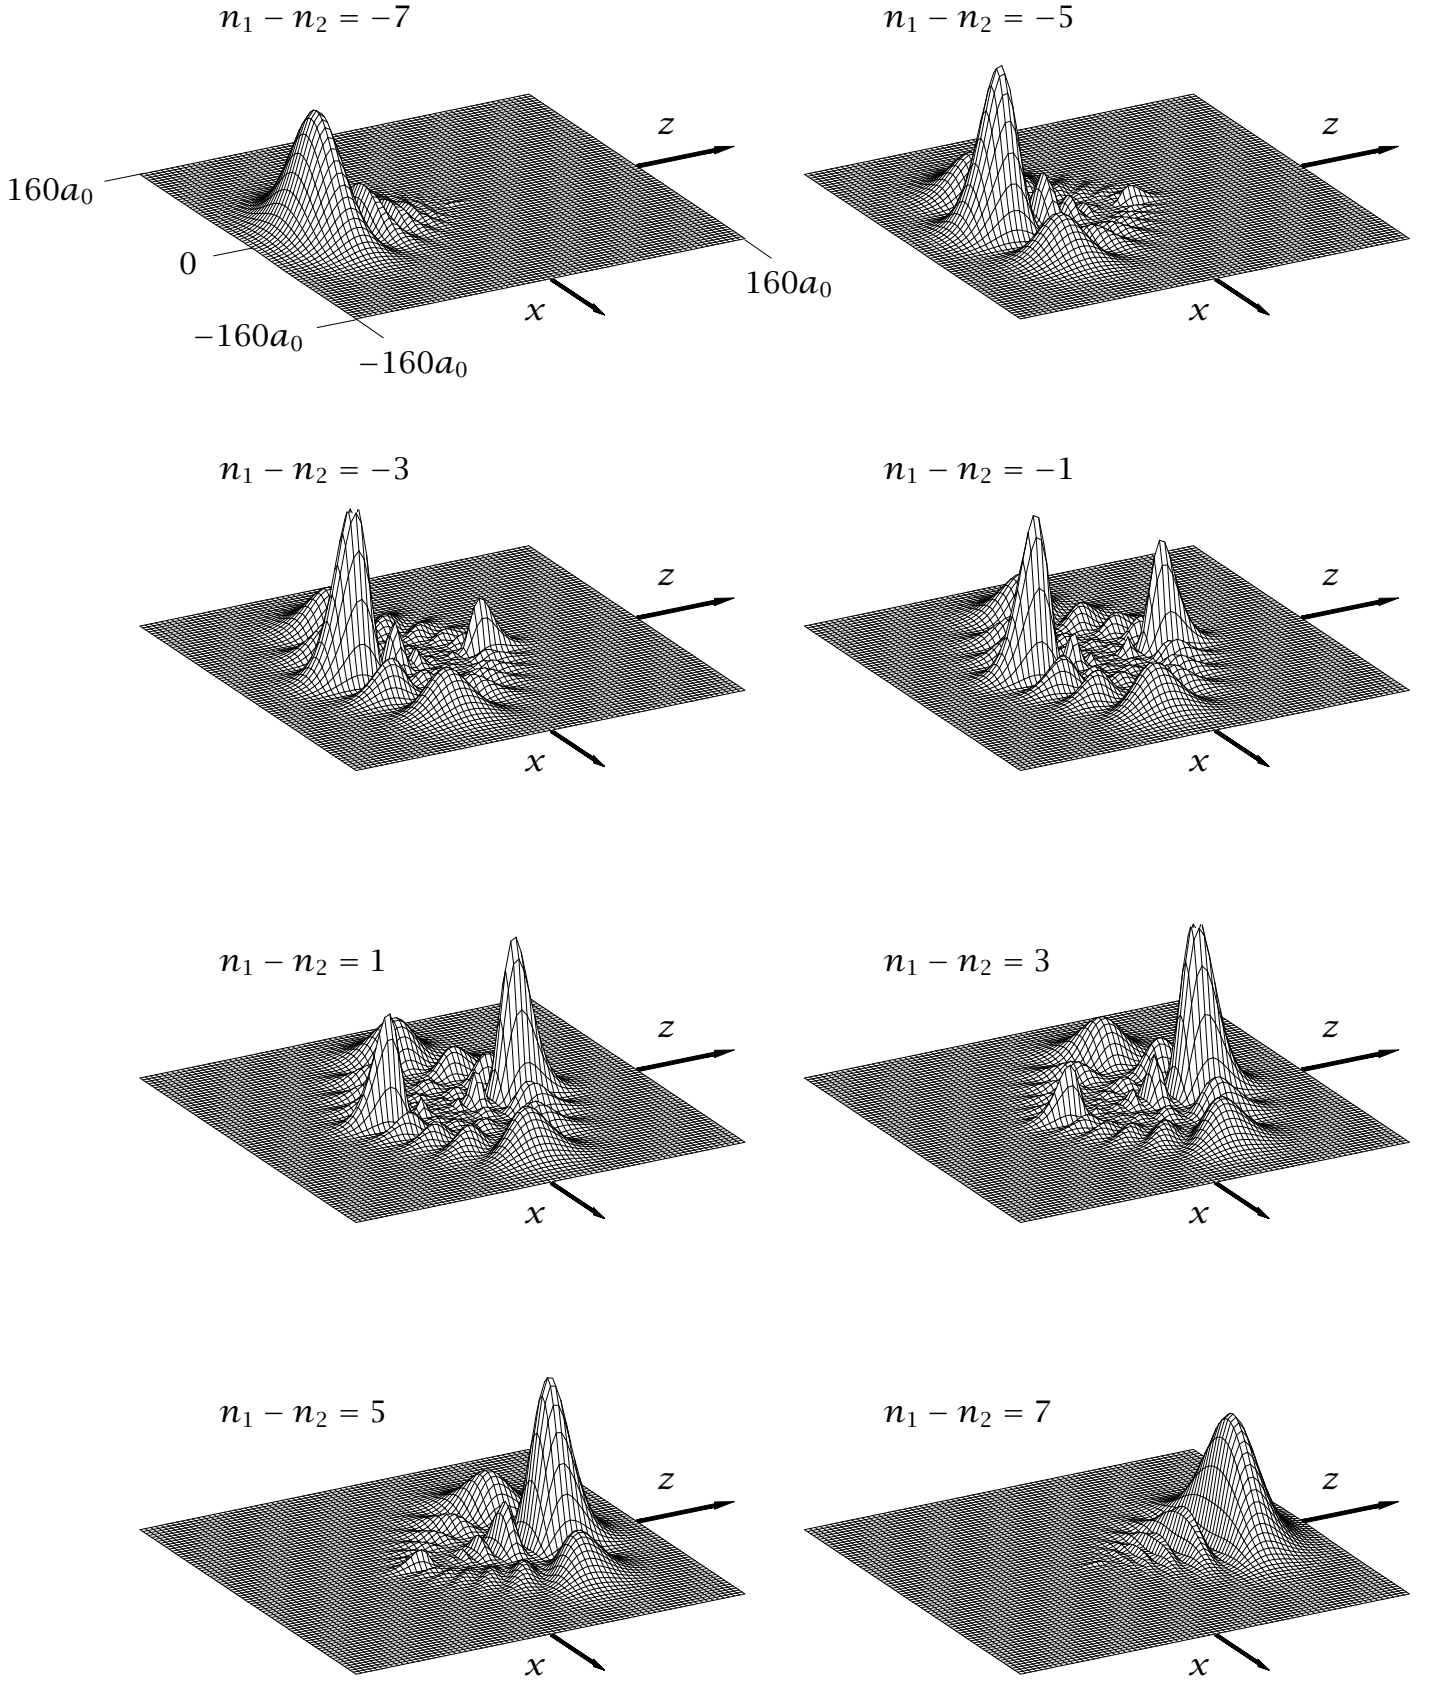 n₁ − n₂ = −7
n₁ − n₂ = −5
z
z
160a₀
0
160a₀
x
x
−160a₀
−160a₀
n₁ − n₂ = −3
n₁ − n₂ = −1
z
z
x
x
n₁ − n₂ = 1
n₁ − n₂ = 3
z
z
x
x
n₁ − n₂ = 5
n₁ − n₂ = 7
z
z
x
x